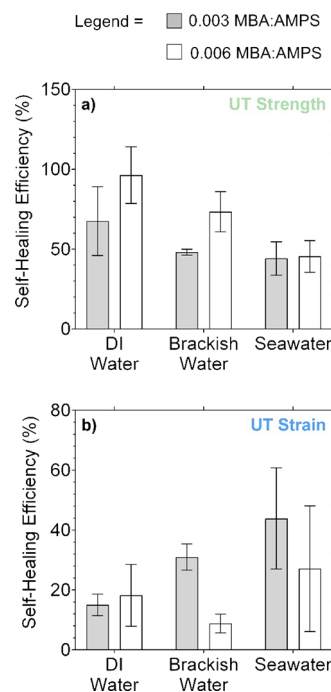 Legend =
0.003 MBA:AMPS
0.006 MBA:AMPS
a)
UT Strength
Self-Healing Efficiency (%)
150
100
50
0
DI
Water
Brackish
Water
Seawater
b)
UT Strain
Self-Healing Efficiency (%)
80
60
40
20
0
DI
Water
Brackish
Water
Seawater